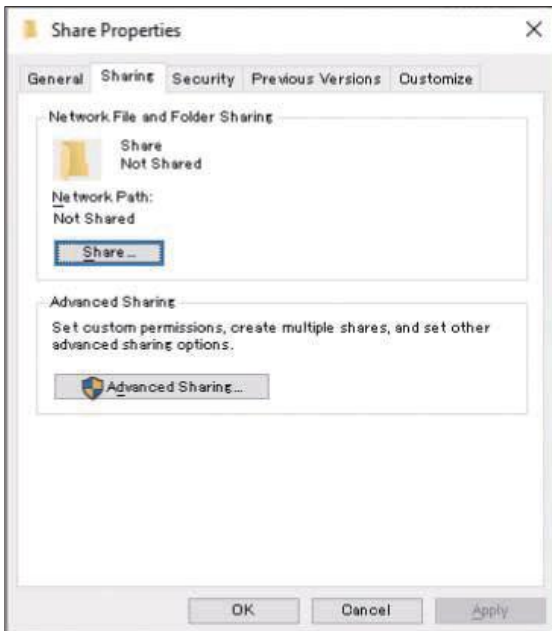 Share Properties
General Sharing Security Previous Versions Customize
Network File and Folder Sharing
Share
Not Shared
Network Path:
Not Shared
Share...
Advanced Sharing
Set custom permissions, create multiple shares, and set other
advanced sharing options.
Advanced Sharing...
OK Cancel Apply